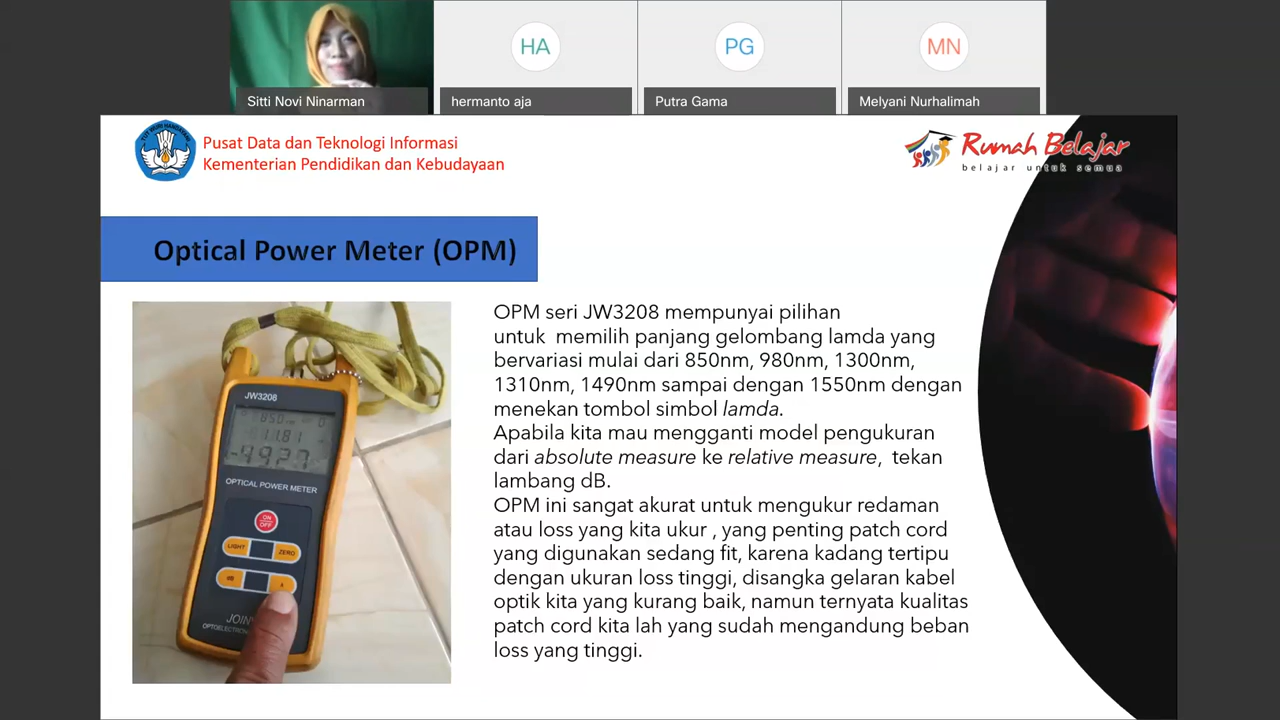 HA
PG
MN
Sitti Novi Ninarman
hermanto aja
Putra Gama
Melyani Nurhalimah
Pusat Data dan Teknologi Informasi
Kementerian Pendidikan dan Kebudayaan
Rumah Belajar
belajar untuk semua
Optical Power Meter (OPM)
JW3208
850
11.81
OPTICAL POWER METER
ON
OFF
LIGHT
ZERO
dB
λ
OPM seri JW3208 mempunyai pilihan
untuk memilih panjang gelombang lamda yang
bervariasi mulai dari 850nm, 980nm, 1300nm,
1310nm, 1490nm sampai dengan 1550nm dengan
menekan tombol simbol lamda.
Apabila kita mau mengganti model pengukuran
dari absolute measure ke relative measure, tekan
lambang dB.
OPM ini sangat akurat untuk mengukur redaman
atau loss yang kita ukur , yang penting patch cord
yang digunakan sedang fit, karena kadang tertipu
dengan ukuran loss tinggi, disangka gelaran kabel
optik kita yang kurang baik, namun ternyata kualitas
patch cord kita lah yang sudah mengandung beban
loss yang tinggi.